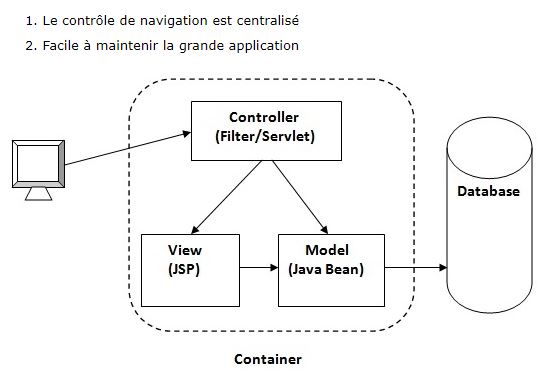 1. Le contrôle de navigation est centralisé
2. Facile à maintenir la grande application
Controller
(Filter/Servlet)
View
(JSP)
Model
(Java Bean)
Database
Container